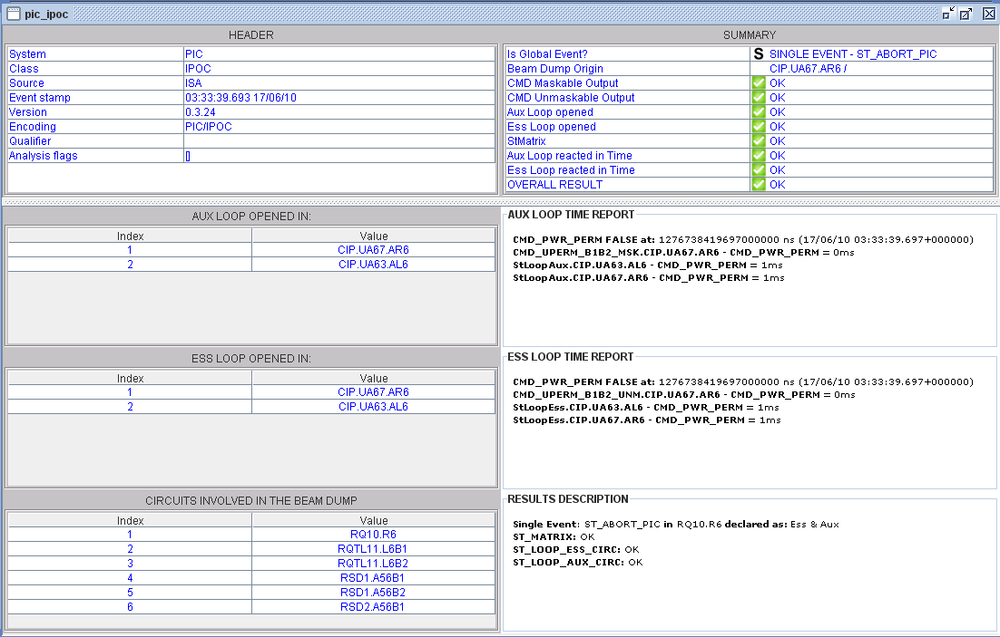 pic_ipoc
HEADER
System PIC
Class IPOC
Source ISA
Event stamp 03:33:39.693 17/06/10
Version 0.3.24
Encoding PIC/IPOC
Qualifier
Analysis flags []
SUMMARY
Is Global Event? S SINGLE EVENT - ST_ABORT_PIC
Beam Dump Origin CIP.UA67.AR6 /
CMD Maskable Output OK
CMD Unmaskable Output OK
Aux Loop opened OK
Ess Loop opened OK
StMatrix OK
Aux Loop reacted in Time OK
Ess Loop reacted in Time OK
OVERALL RESULT OK
AUX LOOP OPENED IN:
Index Value
1 CIP.UA67.AR6
2 CIP.UA63.AL6
AUX LOOP TIME REPORT
CMD_PWR_PERM FALSE at: 1276738419697000000 ns (17/06/10 03:33:39.697+000000)
CMD_UPERM_B1B2_MSK.CIP.UA67.AR6 - CMD_PWR_PERM = 0ms
StLoopAux.CIP.UA63.AL6 - CMD_PWR_PERM = 1ms
StLoopAux.CIP.UA67.AR6 - CMD_PWR_PERM = 1ms
ESS LOOP OPENED IN:
Index Value
1 CIP.UA67.AR6
2 CIP.UA63.AL6
ESS LOOP TIME REPORT
CMD_PWR_PERM FALSE at: 1276738419697000000 ns (17/06/10 03:33:39.697+000000)
CMD_UPERM_B1B2_UNM.CIP.UA67.AR6 - CMD_PWR_PERM = 0ms
StLoopEss.CIP.UA63.AL6 - CMD_PWR_PERM = 1ms
StLoopEss.CIP.UA67.AR6 - CMD_PWR_PERM = 1ms
CIRCUITS INVOLVED IN THE BEAM DUMP
Index Value
1 RQ10.R6
2 RQTL11.L6B1
3 RQTL11.L6B2
4 RSD1.A56B1
5 RSD1.A56B2
6 RSD2.A56B1
RESULTS DESCRIPTION
Single Event: ST_ABORT_PIC in RQ10.R6 declared as: Ess & Aux
ST_MATRIX: OK
ST_LOOP_ESS_CIRC: OK
ST_LOOP_AUX_CIRC: OK